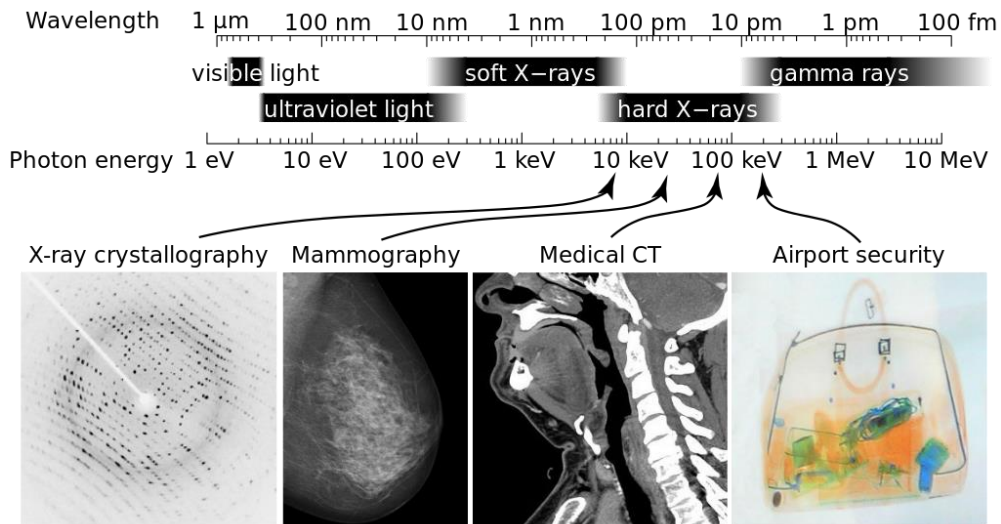 Wavelength 1 μm 100 nm 10 nm 1 nm 100 pm 10 pm 1 pm 100 fm
visible light soft X−rays gamma rays
ultraviolet light hard X−rays
Photon energy 1 eV 10 eV 100 eV 1 keV 10 keV 100 keV 1 MeV 10 MeV
X-ray crystallography Mammography Medical CT Airport security